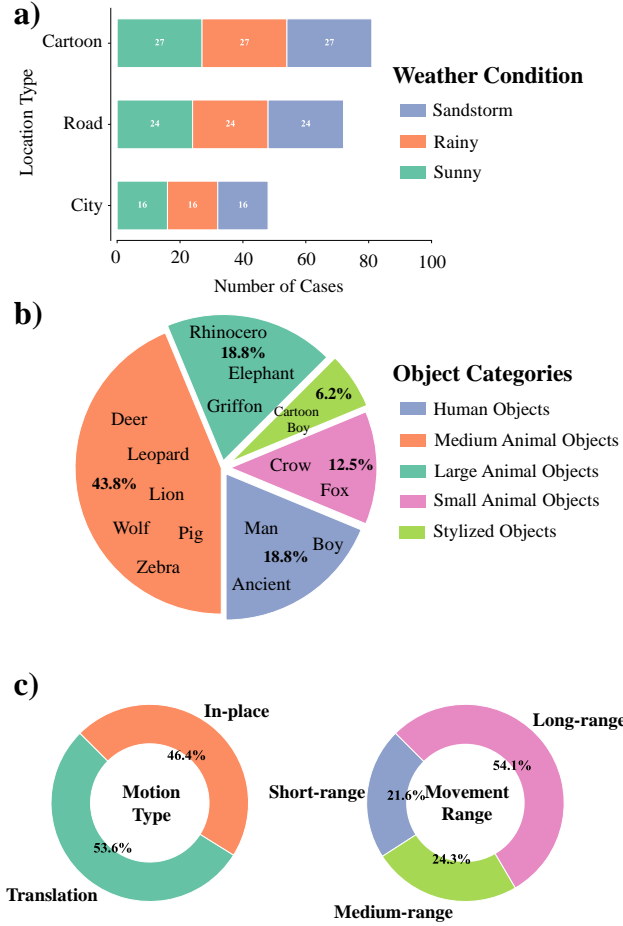 a)
Location Type
Cartoon
27 27 27
Road
24 24 24
City
16 16 16
0 20 40 60 80 100
Number of Cases
Weather Condition
Sandstorm
Rainy
Sunny
b)
Rhinocero
18.8%
Elephant
Griffon
6.2%
Cartoon
Boy
Deer
Leopard
43.8%
Lion
Wolf
Pig
Zebra
Crow
12.5%
Fox
Man
Boy
18.8%
Ancient
Object Categories
Human Objects
Medium Animal Objects
Large Animal Objects
Small Animal Objects
Stylized Objects
c)
In-place
46.4%
Motion
Type
53.6%
Translation
Long-range
54.1%
Short-range
21.6%
Movement
Range
24.3%
Medium-range